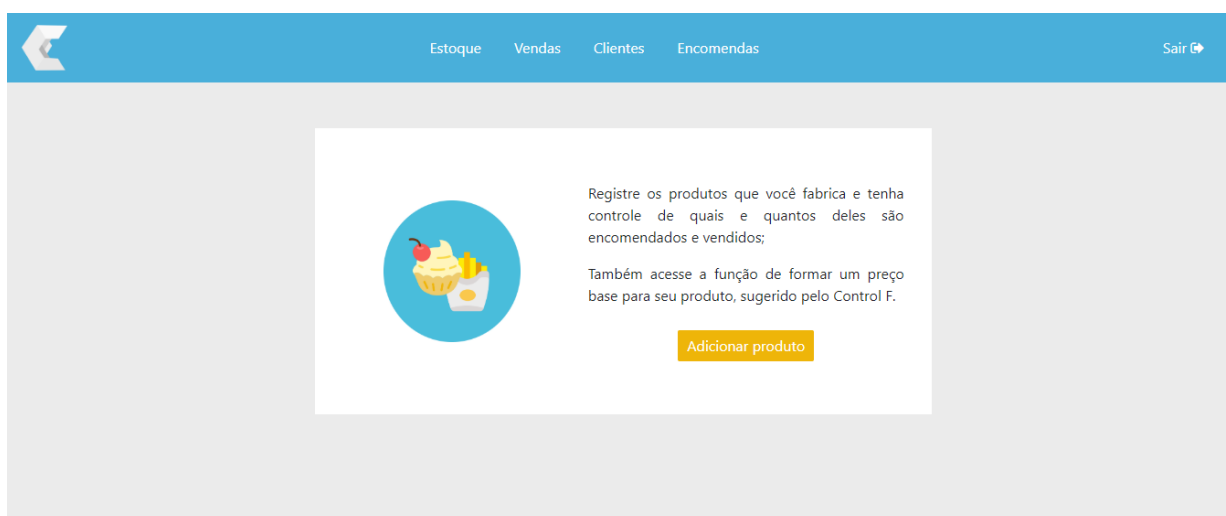 Estoque Vendas Clientes Encomendas Sair
Registre os produtos que você fabrica e tenha
controle de quais e quantos deles são
encomendados e vendidos;
Também acesse a função de formar um preço
base para seu produto, sugerido pelo Control F.
Adicionar produto